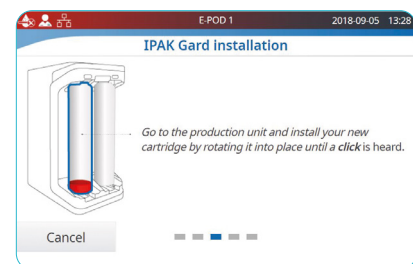 E-POD 1
2018-09-05 13:28
IPAK Gard installation
Go to the production unit and install your new
cartridge by rotating it into place until a click is heard.
Cancel